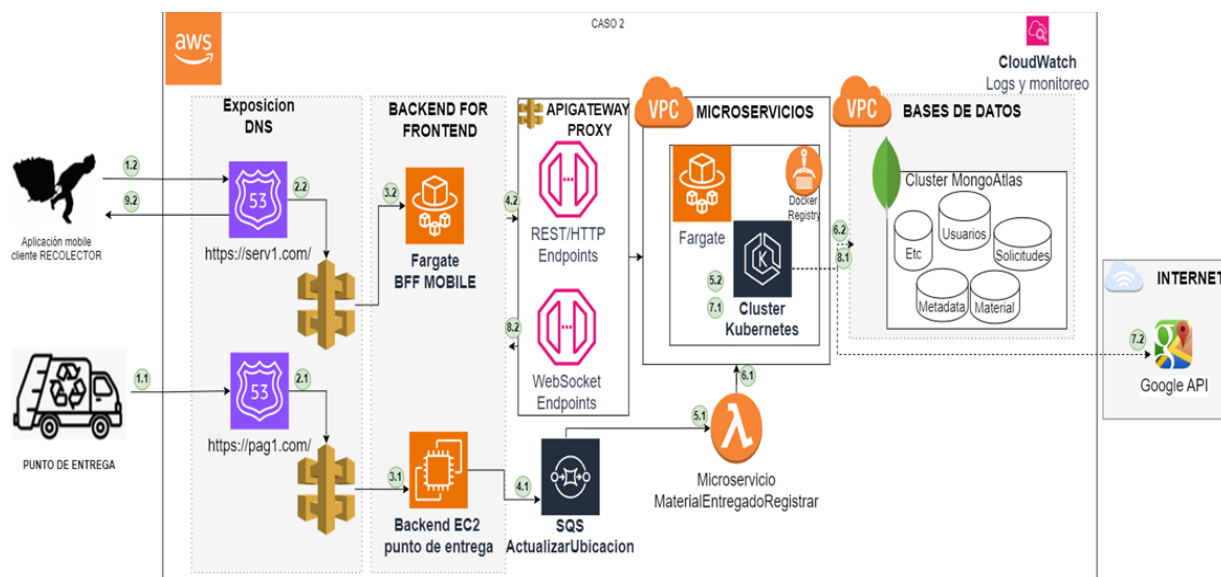 CASO 2
aws
CloudWatch
Logs y monitoreo
Exposicion
DNS
BACKEND FOR
FRONTEND
APIGATEWAY
PROXY
VPC
MICROSERVICIOS
VPC
BASES DE DATOS
1.2
9.2
Aplicación mobile
cliente RECOLECTOR
53
2.2
https://serv1.com/
3.2
Fargate
BFF MOBILE
4.2
REST/HTTP
Endpoints
8.2
WebSocket
Endpoints
Fargate
Docker
Registry
5.2
7.1
K
Cluster
Kubernetes
6.2
8.1
Cluster MongoAtlas
Etc
Usuarios
Solicitudes
Metadata
Material
INTERNET
7.2
g
Google API
1.1
PUNTO DE ENTREGA
53
2.1
https://pag1.com/
3.1
Backend EC2
punto de entrega
4.1
SQS
ActualizarUbicacion
5.1
6.1
λ
Microservicio
MaterialEntregadoRegistrar